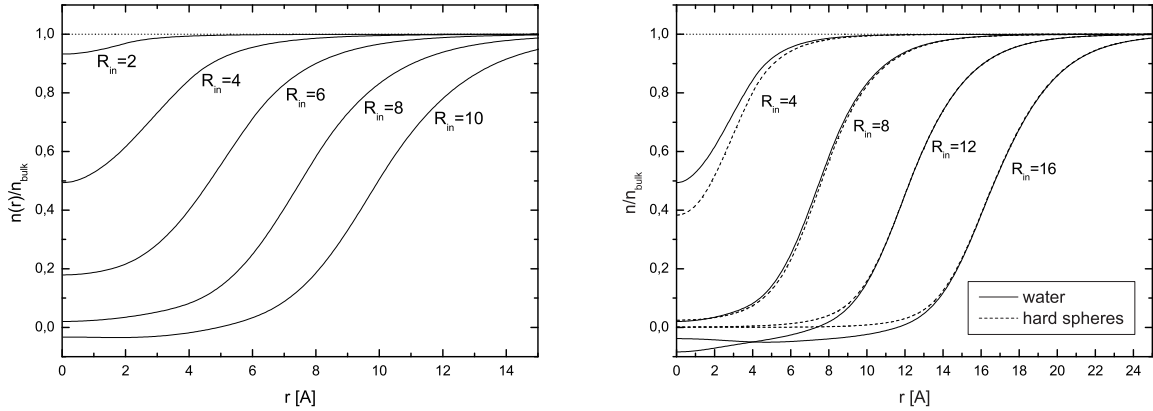 1,0
0,8
0,6
0,4
0,2
0,0
n(r)/n_bulk
R_in=2
R_in=4
R_in=6
R_in=8
R_in=10
0 2 4 6 8 10 12 14
r [A]
1,0
0,8
0,6
0,4
0,2
0,0
n/n_bulk
R_in=4
R_in=8
R_in=12
R_in=16
water
hard spheres
0 2 4 6 8 10 12 14 16 18 20 22 24
r [A]